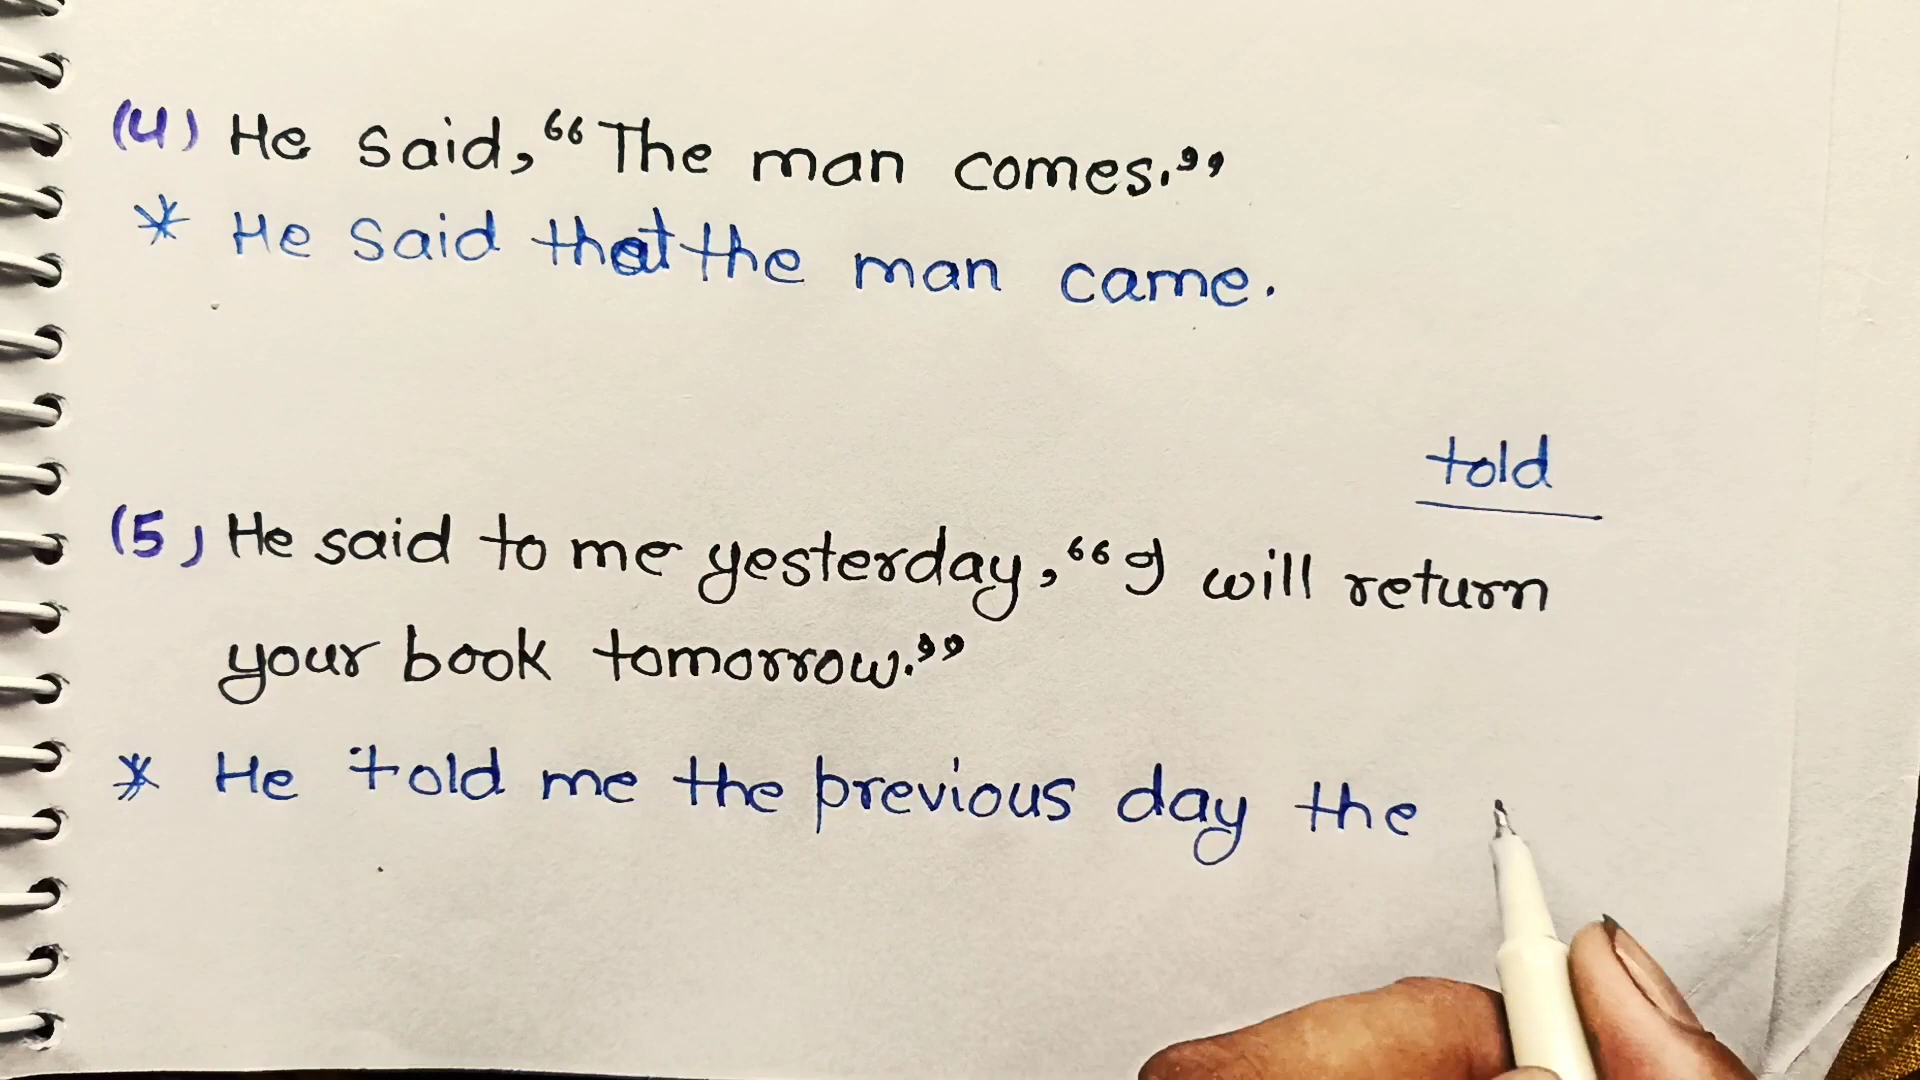 (4) He said, “The man comes.”
* He said that the man came.
told
(5) He said to me yesterday, “I will return
your book tomorrow.”
* He told me the previous day the